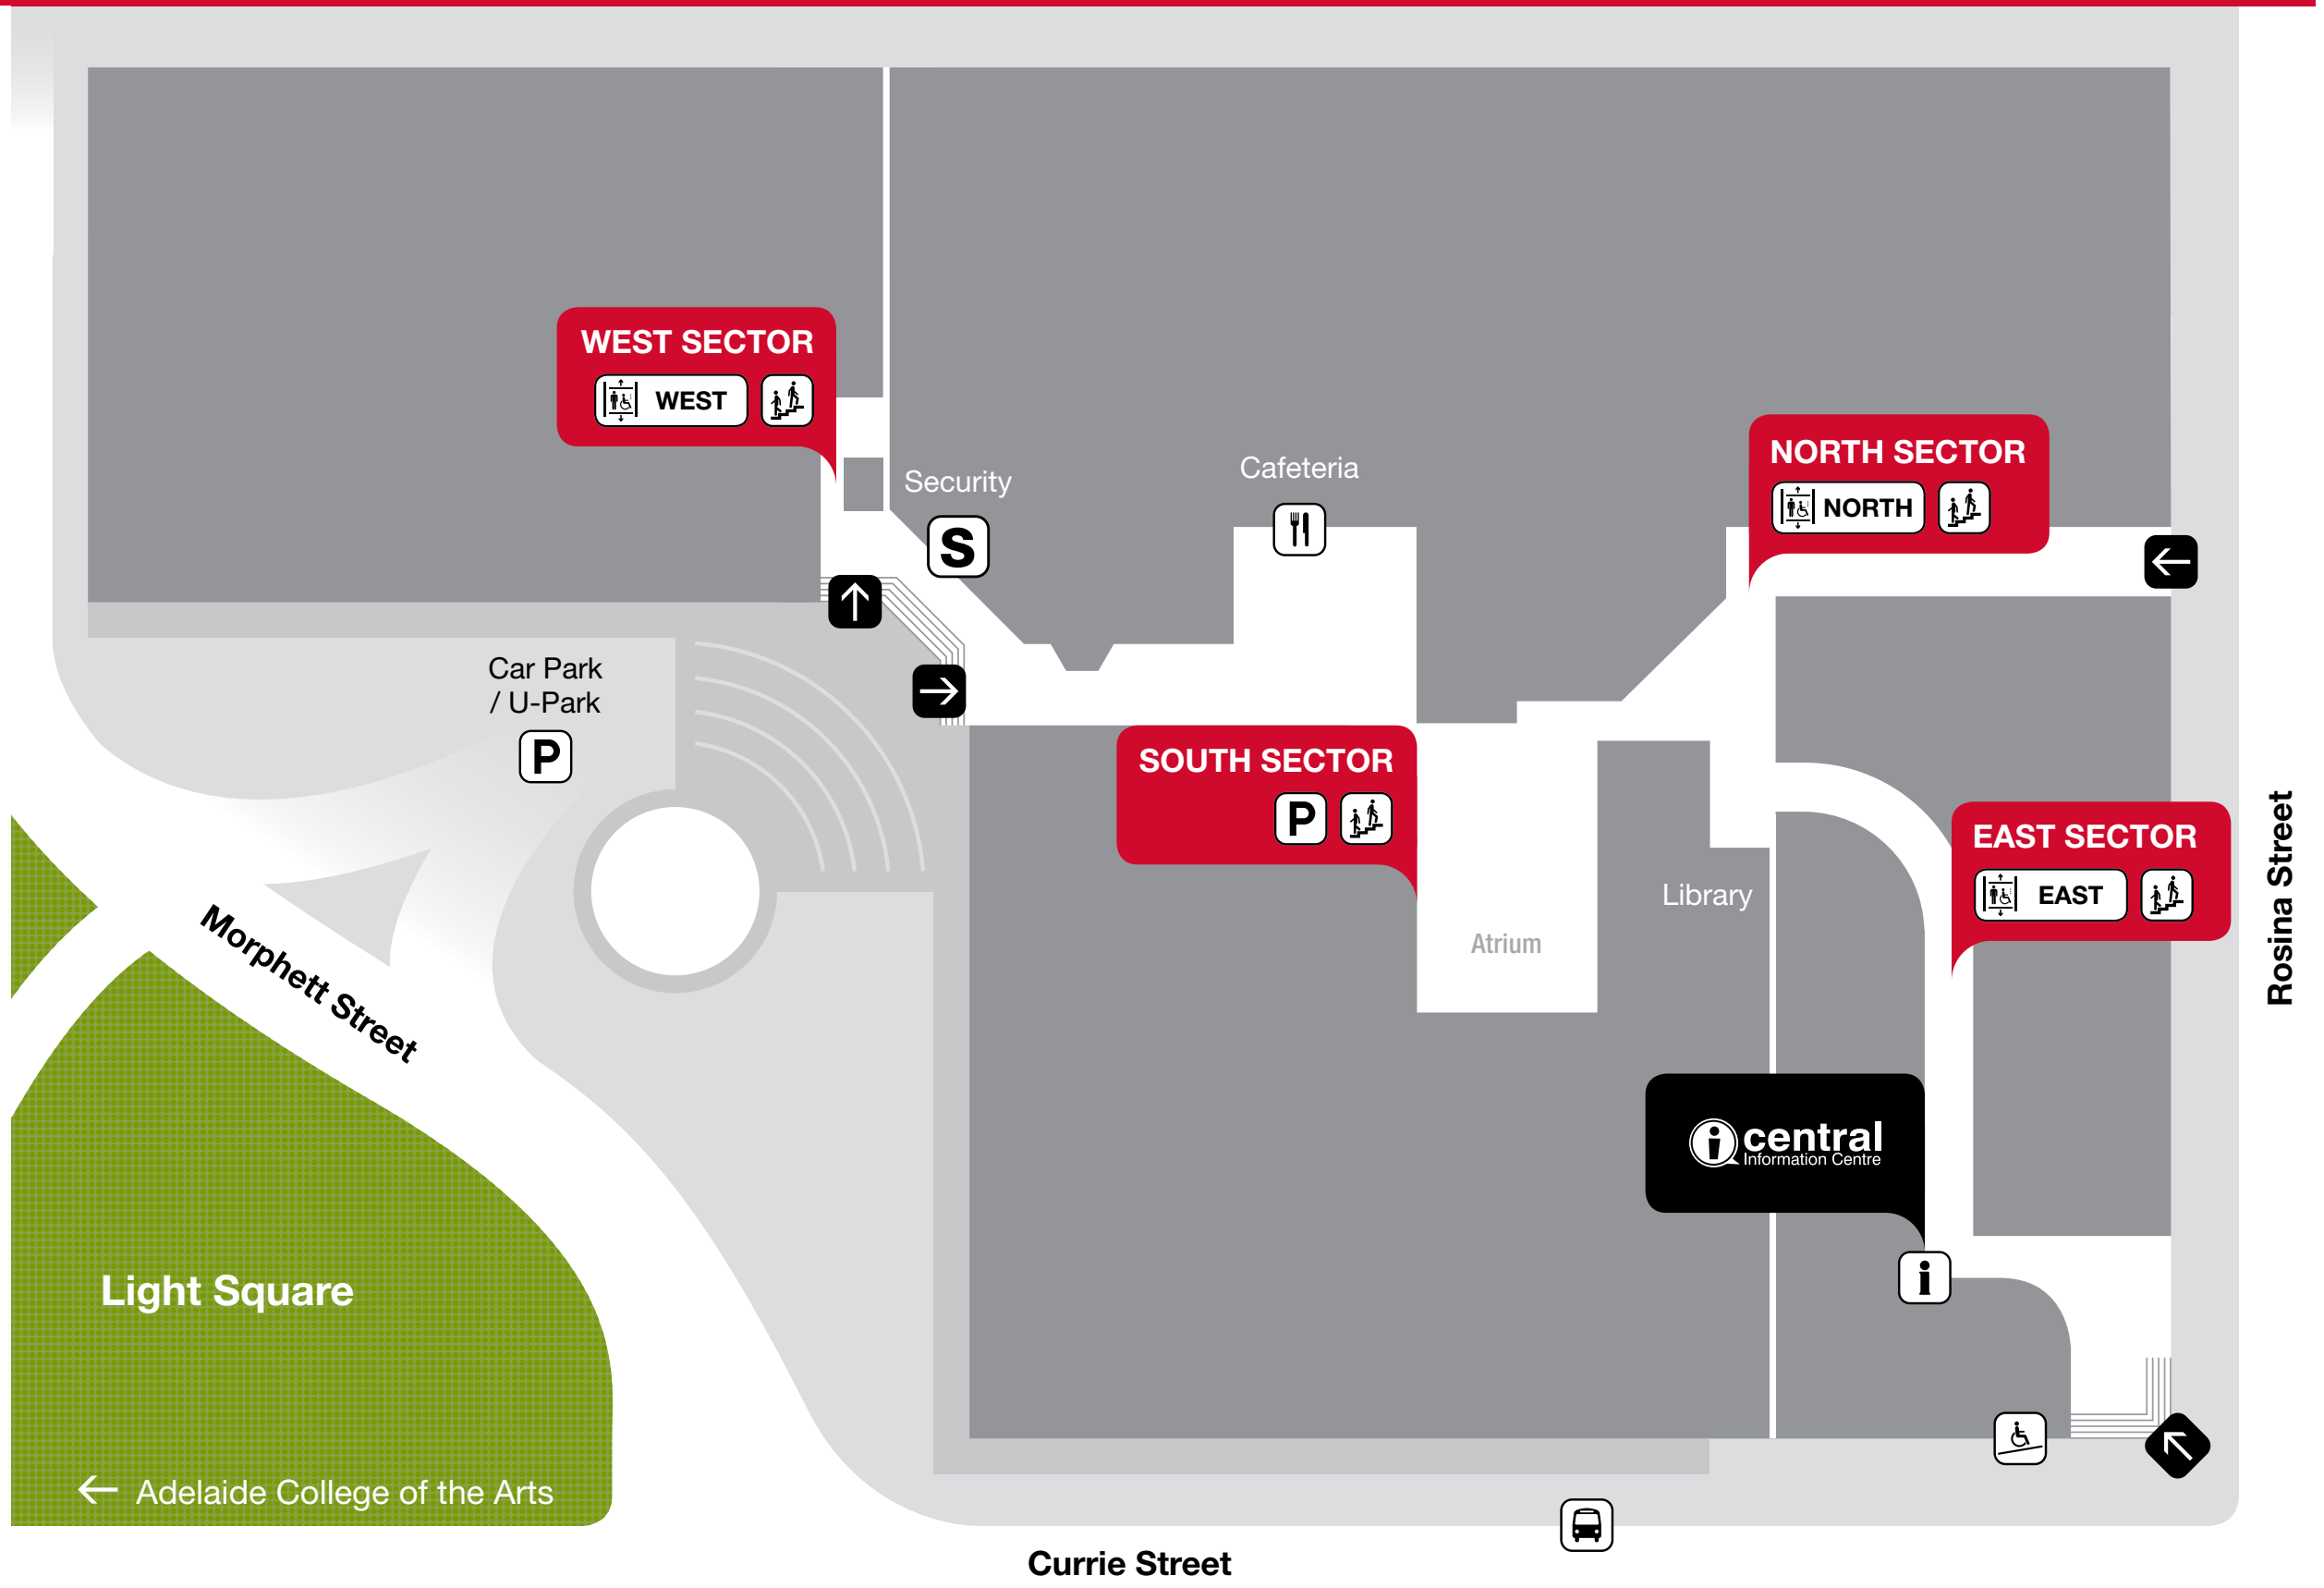 WEST SECTOR
WEST
Security
S
Cafeteria
NORTH SECTOR
NORTH
Car Park
/ U-Park
P
SOUTH SECTOR
P
EAST SECTOR
EAST
Library
Atrium
Rosina Street
Morphett Street
i central
Information Centre
i
Light Square
Adelaide College of the Arts
Currie Street